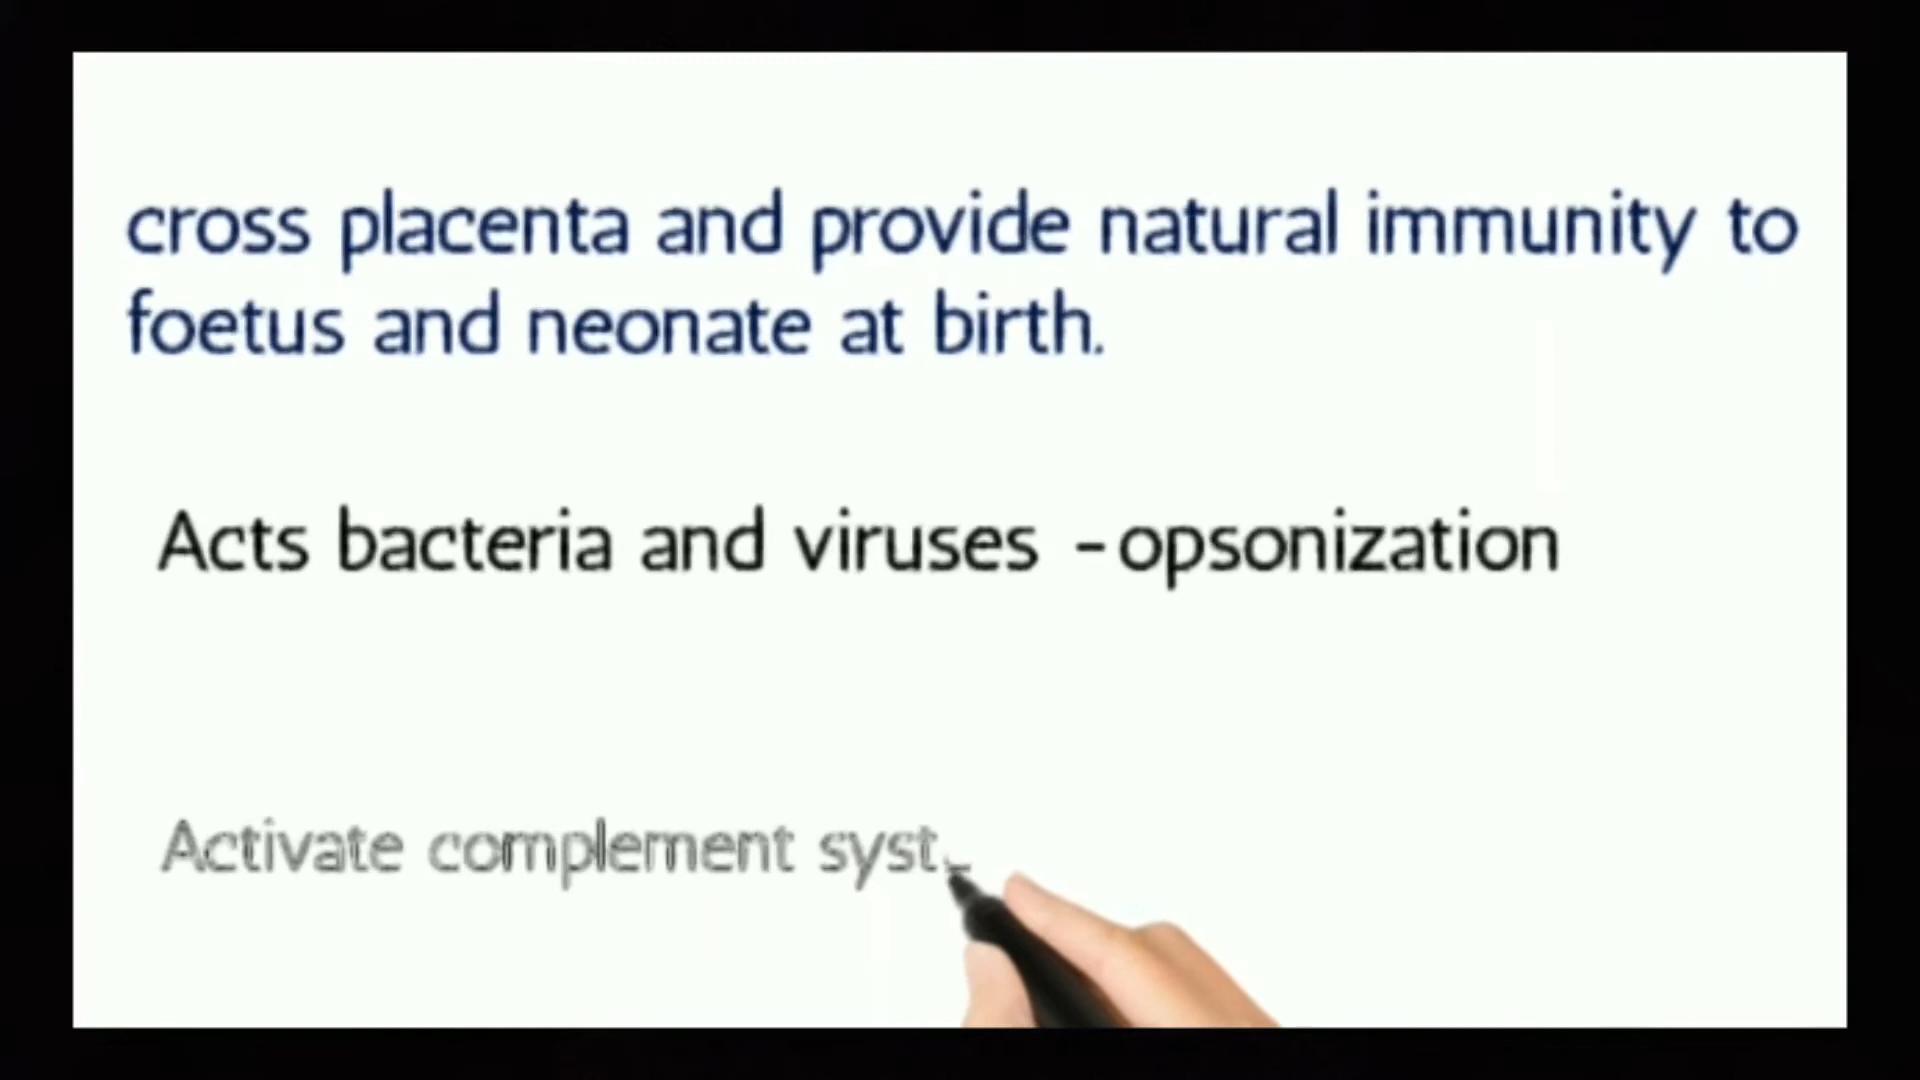 cross placenta and provide natural immunity to
foetus and neonate at birth.
Acts bacteria and viruses -opsonization
Activate complement syst